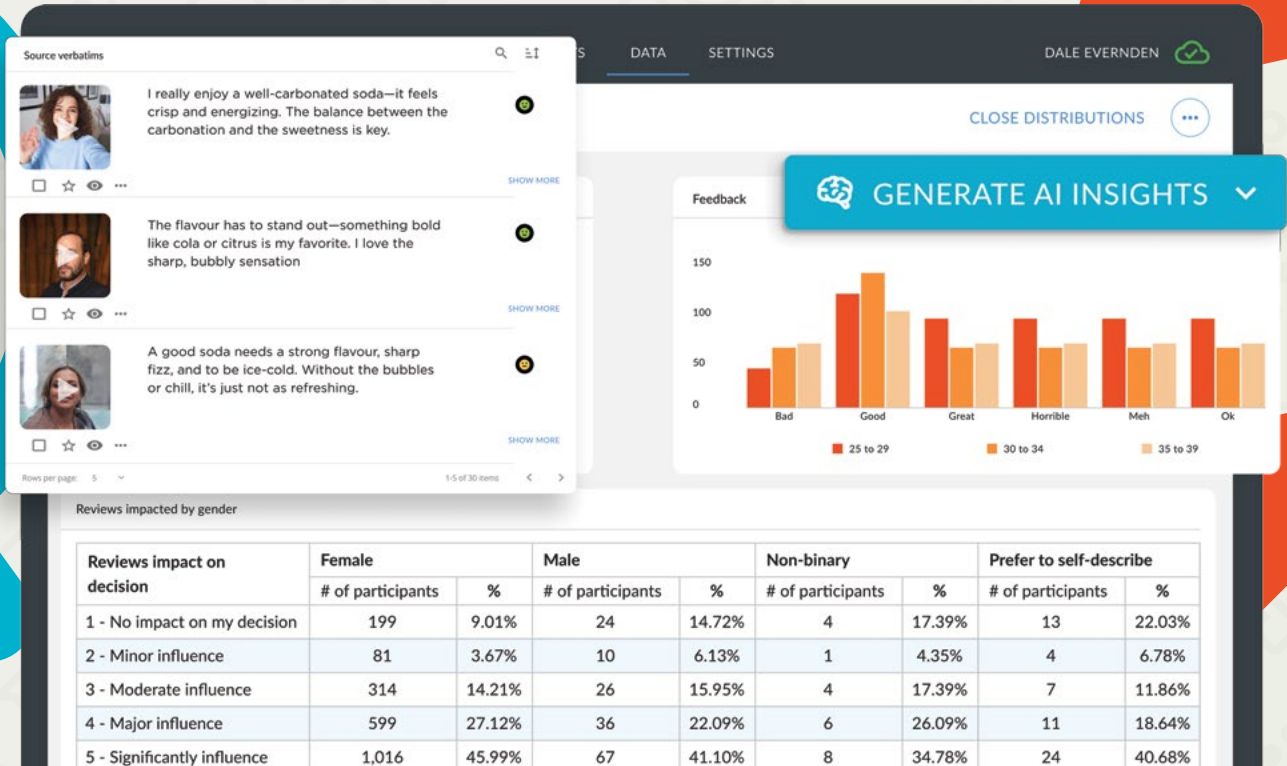 Source verbatims
I really enjoy a well-carbonated soda—it feels
crisp and energizing. The balance between the
carbonation and the sweetness is key.
SHOW MORE
The flavour has to stand out—something bold
like cola or citrus is my favorite. I love the
sharp, bubbly sensation
SHOW MORE
A good soda needs a strong flavour, sharp
fizz, and to be ice-cold. Without the bubbles
or chill, it’s just not as refreshing.
SHOW MORE
Rows per page: 5 1-5 of 30 items
DATA SETTINGS DALE EVERNDEN
CLOSE DISTRIBUTIONS
GENERATE AI INSIGHTS
Feedback
150
100
50
0
Bad Good Great Horrible Meh Ok
25 to 29 30 to 34 35 to 39
Reviews impacted by gender
Reviews impact on decision Female Male Non-binary Prefer to self-describe
# of participants % # of participants % # of participants % # of participants %
1 - No impact on my decision 199 9.01% 24 14.72% 4 17.39% 13 22.03%
2 - Minor influence 81 3.67% 10 6.13% 1 4.35% 4 6.78%
3 - Moderate influence 314 14.21% 26 15.95% 4 17.39% 7 11.86%
4 - Major influence 599 27.12% 36 22.09% 6 26.09% 11 18.64%
5 - Significantly influence 1,016 45.99% 67 41.10% 8 34.78% 24 40.68%